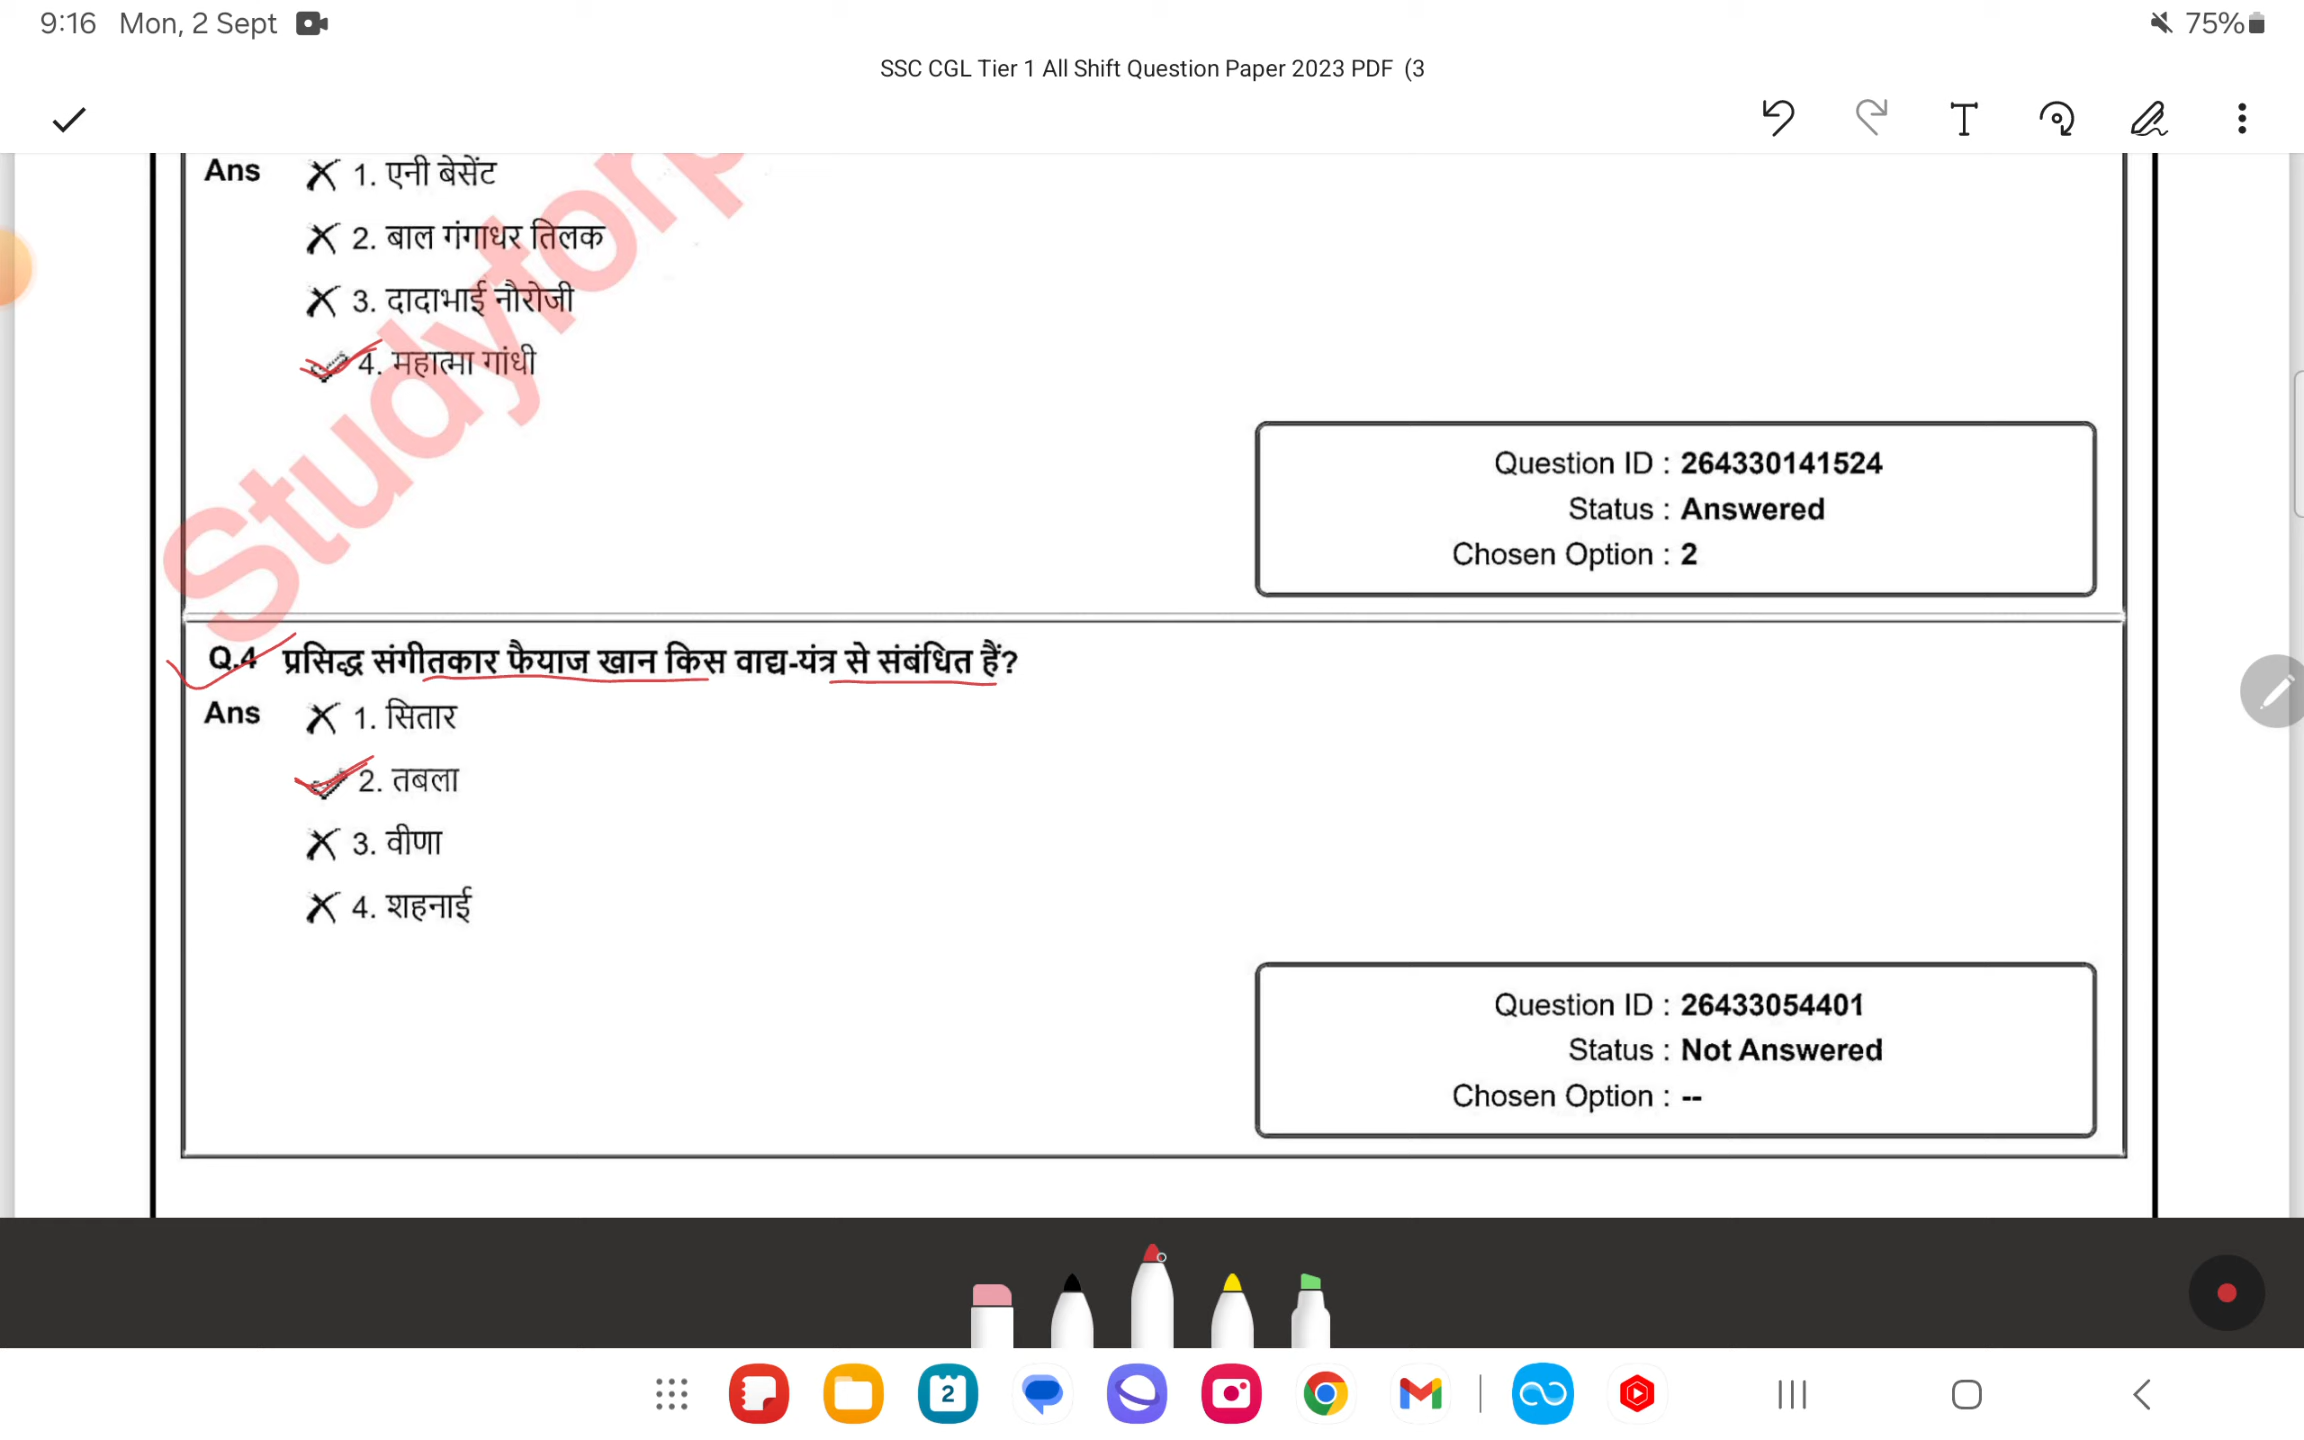 9:16 Mon, 2 Sept 75%
SSC CGL Tier 1 All Shift Question Paper 2023 PDF (3
T
Ans 1. एनी बेसेंट
2. बाल गंगाधर तिलक
3. दादाभाई नौरोजी
4. महात्मा गांधी
Studytorp
Question ID : 264330141524
Status : Answered
Chosen Option : 2
Q.4 प्रसिद्ध संगीतकार फैयाज खान किस वाद्य-यंत्र से संबंधित हैं?
Ans 1. सितार
2. तबला
3. वीणा
4. शहनाई
Question ID : 26433054401
Status : Not Answered
Chosen Option : --
2